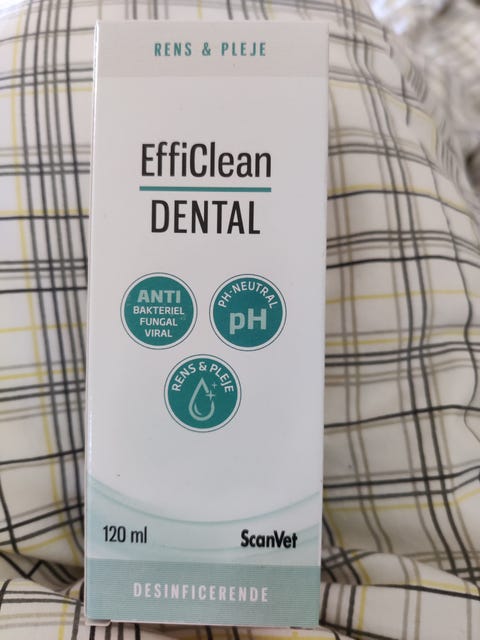 RENS & PLEJE
EffiClean
DENTAL
ANTI
BAKTERIEL
FUNGAL
VIRAL
PH-NEUTRAL
pH
RENS & PLEJE
120 ml
ScanVet
DESINFICERENDE